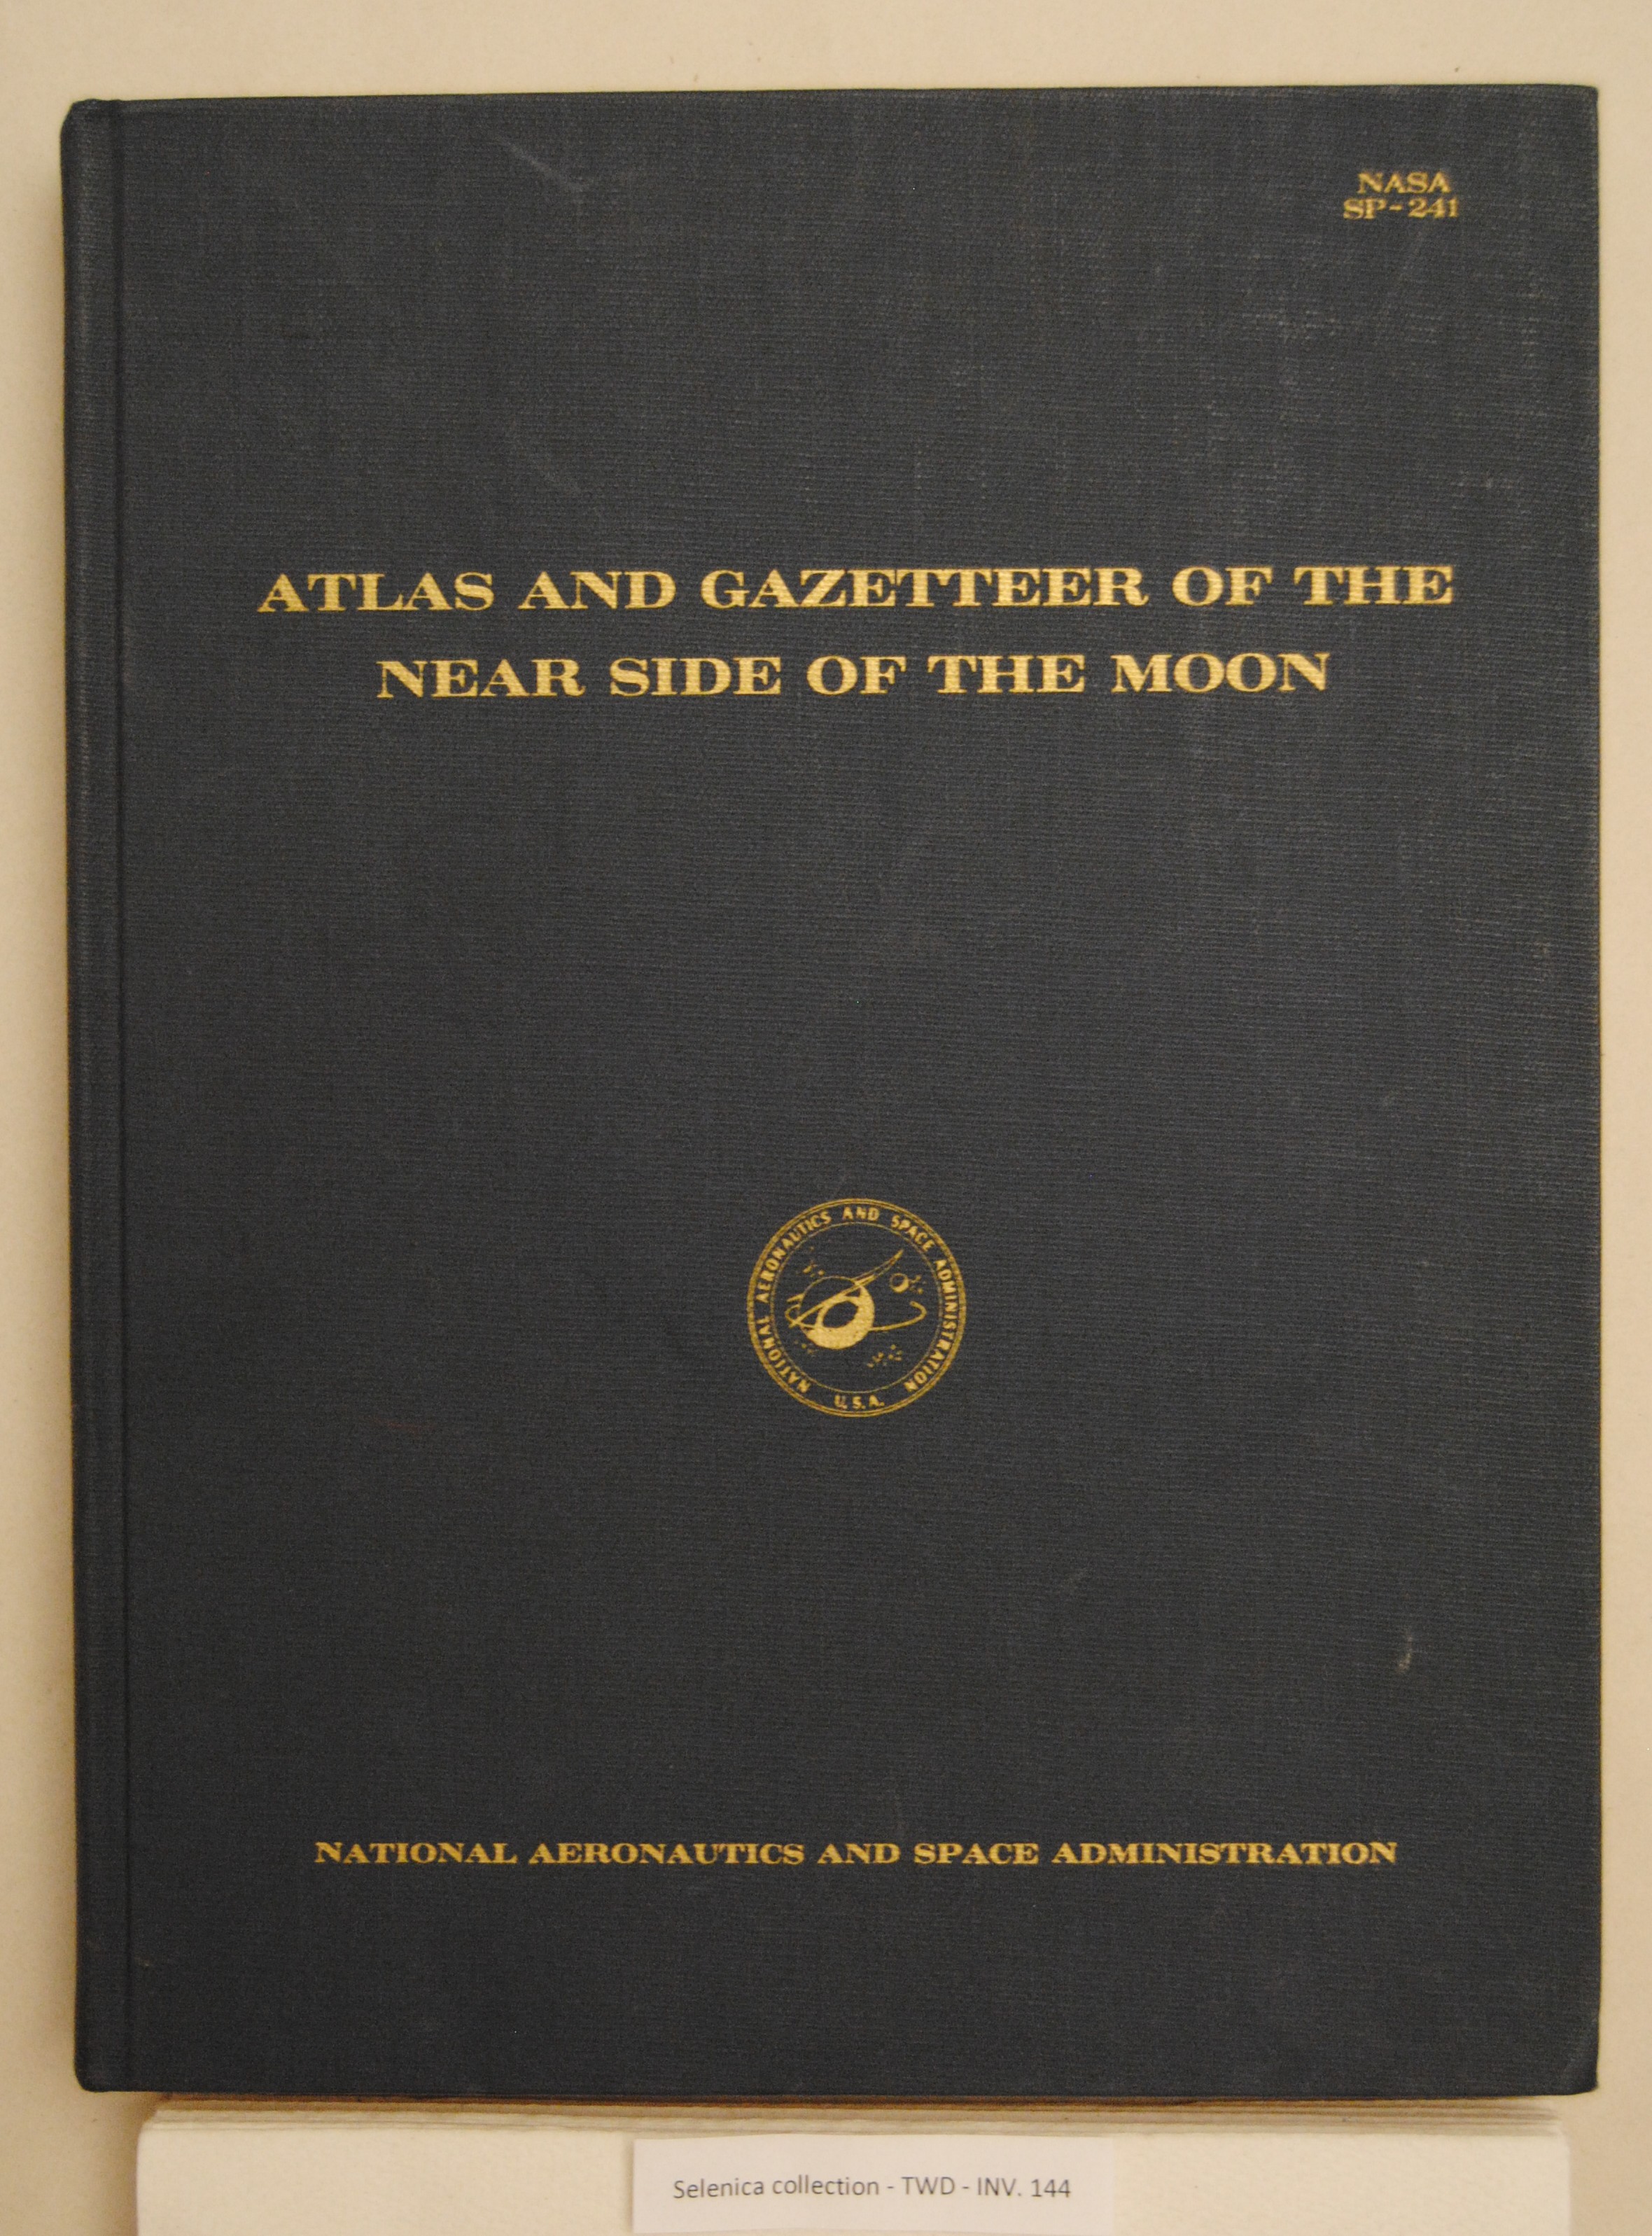 NASA
SP-241
ATLAS AND GAZETTEER OF THE
NEAR SIDE OF THE MOON
NATIONAL AERONAUTICS AND SPACE ADMINISTRATION
U.S.A.
NATIONAL AERONAUTICS AND SPACE ADMINISTRATION
Selenica collection - TWD - INV. 144